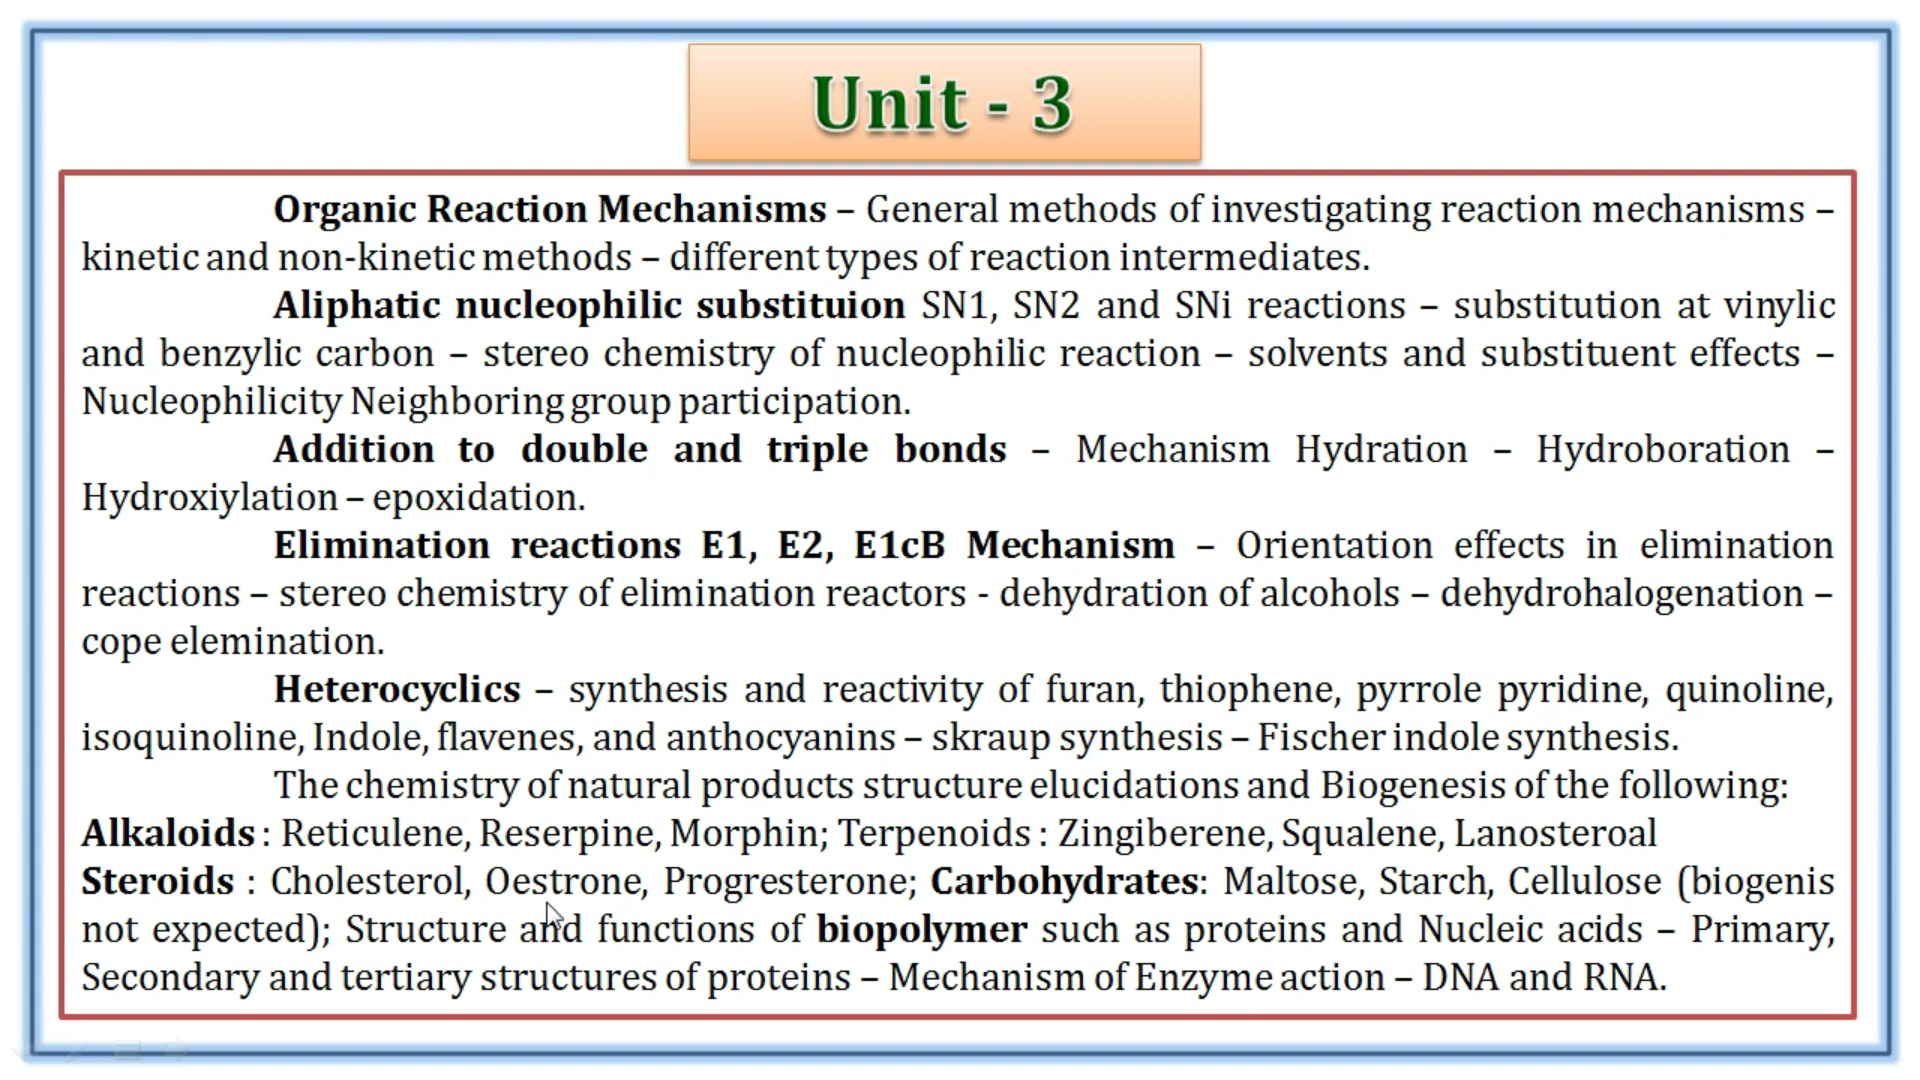 Unit - 3
Organic Reaction Mechanisms – General methods of investigating reaction mechanisms –
kinetic and non-kinetic methods – different types of reaction intermediates.
Aliphatic nucleophilic substituion SN1, SN2 and SNi reactions – substitution at vinylic
and benzylic carbon – stereo chemistry of nucleophilic reaction – solvents and substituent effects –
Nucleophilicity Neighboring group participation.
Addition to double and triple bonds – Mechanism Hydration – Hydroboration –
Hydroxiylation – epoxidation.
Elimination reactions E1, E2, E1cB Mechanism – Orientation effects in elimination
reactions – stereo chemistry of elimination reactors - dehydration of alcohols – dehydrohalogenation –
cope elemination.
Heterocyclics – synthesis and reactivity of furan, thiophene, pyrrole pyridine, quinoline,
isoquinoline, Indole, flavenes, and anthocyanins – skraup synthesis – Fischer indole synthesis.
The chemistry of natural products structure elucidations and Biogenesis of the following:
Alkaloids : Reticulene, Reserpine, Morphin; Terpenoids : Zingiberene, Squalene, Lanosteroal
Steroids : Cholesterol, Oestrone, Progresterone; Carbohydrates: Maltose, Starch, Cellulose (biogenis
not expected); Structure and functions of biopolymer such as proteins and Nucleic acids – Primary,
Secondary and tertiary structures of proteins – Mechanism of Enzyme action – DNA and RNA.